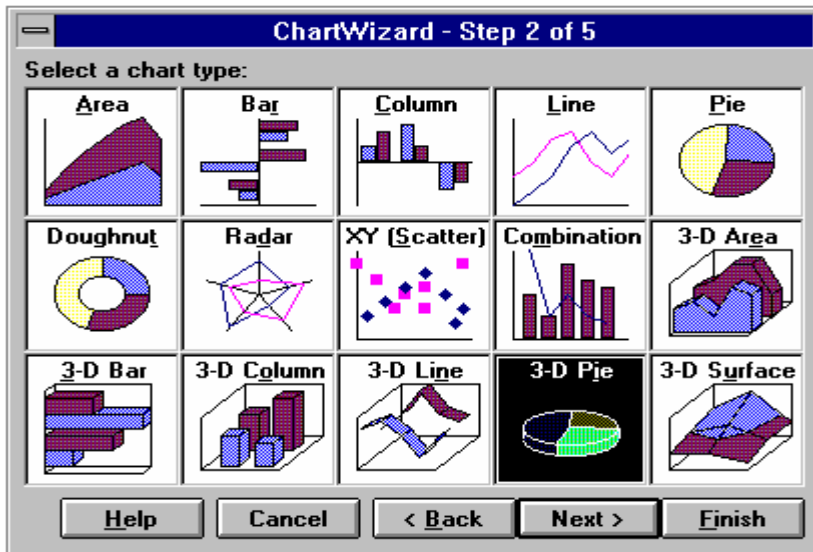 ChartWizard - Step 2 of 5
Select a chart type:
Area Bar Column Line Pie
Doughnut Radar XY (Scatter) Combination 3-D Area
3-D Bar 3-D Column 3-D Line 3-D Pie 3-D Surface
Help Cancel < Back Next > Finish